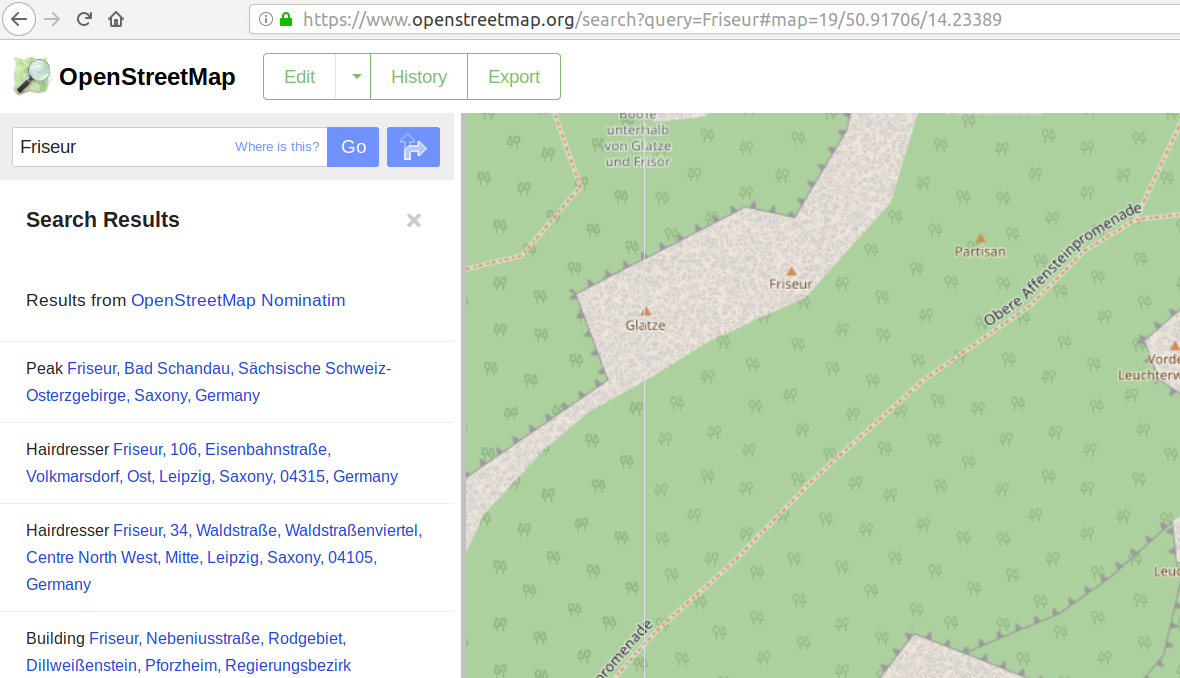 https://www.openstreetmap.org/search?query=Friseur#map=19/50.91706/14.23389
OpenStreetMap
Edit
History
Export
Friseur
Where is this?
Go
Search Results
×
Results from OpenStreetMap Nominatim
Peak Friseur, Bad Schandau, Sächsische Schweiz-
Osterzgebirge, Saxony, Germany
Hairdresser Friseur, 106, Eisenbahnstraße,
Volkmarsdorf, Ost, Leipzig, Saxony, 04315, Germany
Hairdresser Friseur, 34, Waldstraße, Waldstraßenviertel,
Centre North West, Mitte, Leipzig, Saxony, 04105,
Germany
Building Friseur, Nebeniusstraße, Rodgebiet,
Dillweißenstein, Pforzheim, Regierungsbezirk
Boofe
unterhalb
von Glatze
und Frisör
Partisan
Friseur
Glatze
Obere Affensteinpromenade
Vorde
Leuchterw
Leuc
promenade